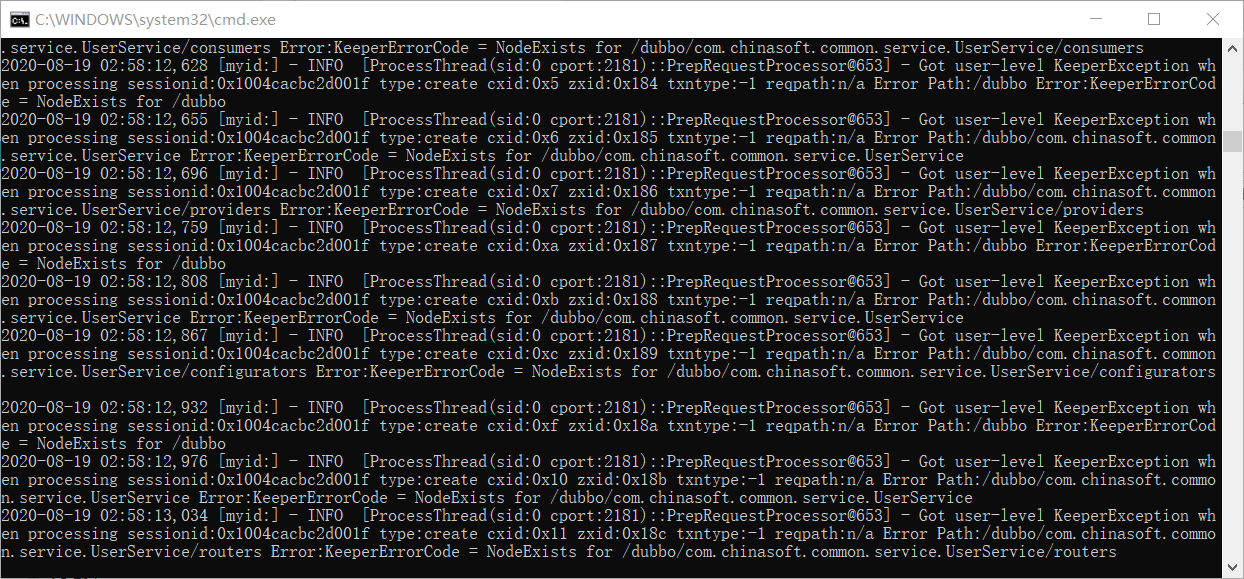 C:\WINDOWS\system32\cmd.exe
.service.UserService/consumers Error:KeeperErrorCode = NodeExists for /dubbo/com.chinasoft.common.service.UserService/consumers
2020-08-19 02:58:12,628 [myid:] - INFO  [ProcessThread(sid:0 cport:2181)::PrepRequestProcessor@653] - Got user-level KeeperException wh
en processing sessionid:0x1004cacbc2d001f type:create cxid:0x5 zxid:0x184 txntype:-1 reqpath:n/a Error Path:/dubbo Error:KeeperErrorCod
e = NodeExists for /dubbo
2020-08-19 02:58:12,655 [myid:] - INFO  [ProcessThread(sid:0 cport:2181)::PrepRequestProcessor@653] - Got user-level KeeperException wh
en processing sessionid:0x1004cacbc2d001f type:create cxid:0x6 zxid:0x185 txntype:-1 reqpath:n/a Error Path:/dubbo/com.chinasoft.common
.service.UserService Error:KeeperErrorCode = NodeExists for /dubbo/com.chinasoft.common.service.UserService
2020-08-19 02:58:12,696 [myid:] - INFO  [ProcessThread(sid:0 cport:2181)::PrepRequestProcessor@653] - Got user-level KeeperException wh
en processing sessionid:0x1004cacbc2d001f type:create cxid:0x7 zxid:0x186 txntype:-1 reqpath:n/a Error Path:/dubbo/com.chinasoft.common
.service.UserService/providers Error:KeeperErrorCode = NodeExists for /dubbo/com.chinasoft.common.service.UserService/providers
2020-08-19 02:58:12,759 [myid:] - INFO  [ProcessThread(sid:0 cport:2181)::PrepRequestProcessor@653] - Got user-level KeeperException wh
en processing sessionid:0x1004cacbc2d001f type:create cxid:0xa zxid:0x187 txntype:-1 reqpath:n/a Error Path:/dubbo Error:KeeperErrorCod
e = NodeExists for /dubbo
2020-08-19 02:58:12,808 [myid:] - INFO  [ProcessThread(sid:0 cport:2181)::PrepRequestProcessor@653] - Got user-level KeeperException wh
en processing sessionid:0x1004cacbc2d001f type:create cxid:0xb zxid:0x188 txntype:-1 reqpath:n/a Error Path:/dubbo/com.chinasoft.common
.service.UserService Error:KeeperErrorCode = NodeExists for /dubbo/com.chinasoft.common.service.UserService
2020-08-19 02:58:12,867 [myid:] - INFO  [ProcessThread(sid:0 cport:2181)::PrepRequestProcessor@653] - Got user-level KeeperException wh
en processing sessionid:0x1004cacbc2d001f type:create cxid:0xc zxid:0x189 txntype:-1 reqpath:n/a Error Path:/dubbo/com.chinasoft.common
.service.UserService/configurators Error:KeeperErrorCode = NodeExists for /dubbo/com.chinasoft.common.service.UserService/configurators
2020-08-19 02:58:12,932 [myid:] - INFO  [ProcessThread(sid:0 cport:2181)::PrepRequestProcessor@653] - Got user-level KeeperException wh
en processing sessionid:0x1004cacbc2d001f type:create cxid:0xf zxid:0x18a txntype:-1 reqpath:n/a Error Path:/dubbo Error:KeeperErrorCod
e = NodeExists for /dubbo
2020-08-19 02:58:12,976 [myid:] - INFO  [ProcessThread(sid:0 cport:2181)::PrepRequestProcessor@653] - Got user-level KeeperException wh
en processing sessionid:0x1004cacbc2d001f type:create cxid:0x10 zxid:0x18b txntype:-1 reqpath:n/a Error Path:/dubbo/com.chinasoft.commo
n.service.UserService Error:KeeperErrorCode = NodeExists for /dubbo/com.chinasoft.common.service.UserService
2020-08-19 02:58:13,034 [myid:] - INFO  [ProcessThread(sid:0 cport:2181)::PrepRequestProcessor@653] - Got user-level KeeperException wh
en processing sessionid:0x1004cacbc2d001f type:create cxid:0x11 zxid:0x18c txntype:-1 reqpath:n/a Error Path:/dubbo/com.chinasoft.commo
n.service.UserService/routers Error:KeeperErrorCode = NodeExists for /dubbo/com.chinasoft.common.service.UserService/routers